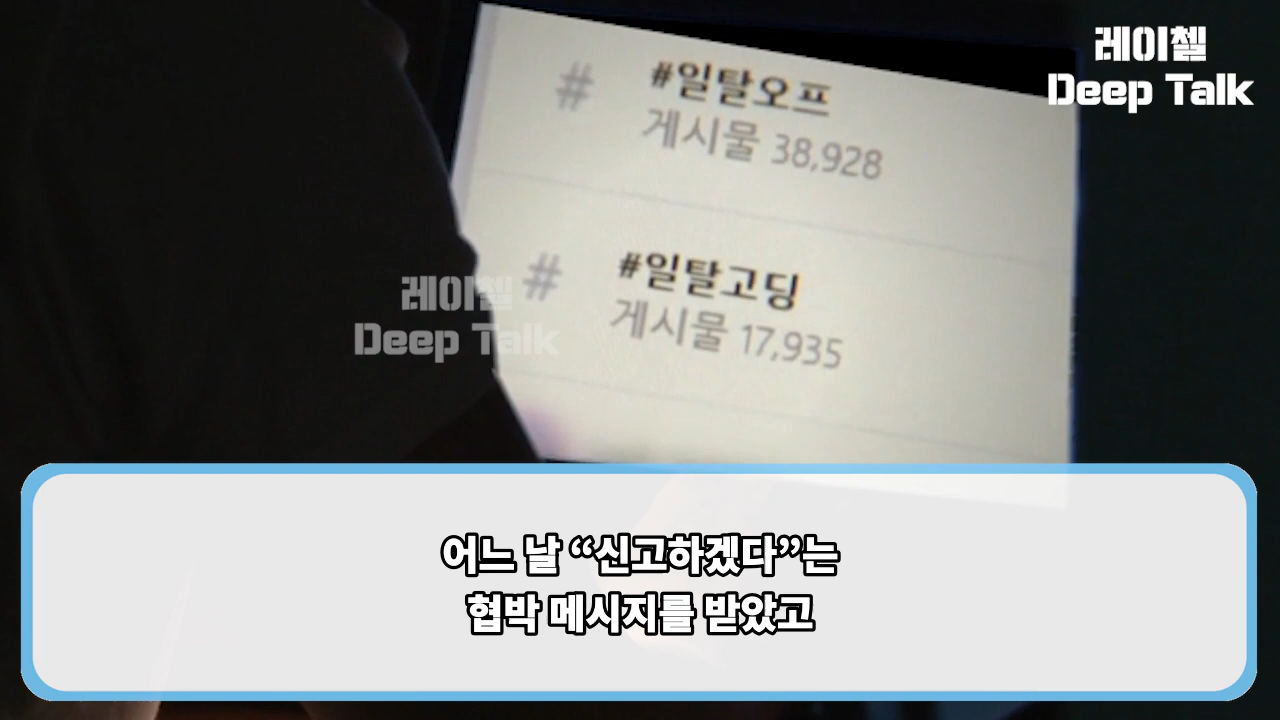 레이첼
Deep Talk
#
#일탈오프
게시물 38,928
#
#일탈고딩
게시물 17,935
레이첼
Deep Talk
어느 날 “신고하겠다”는
협박 메시지를 받았고